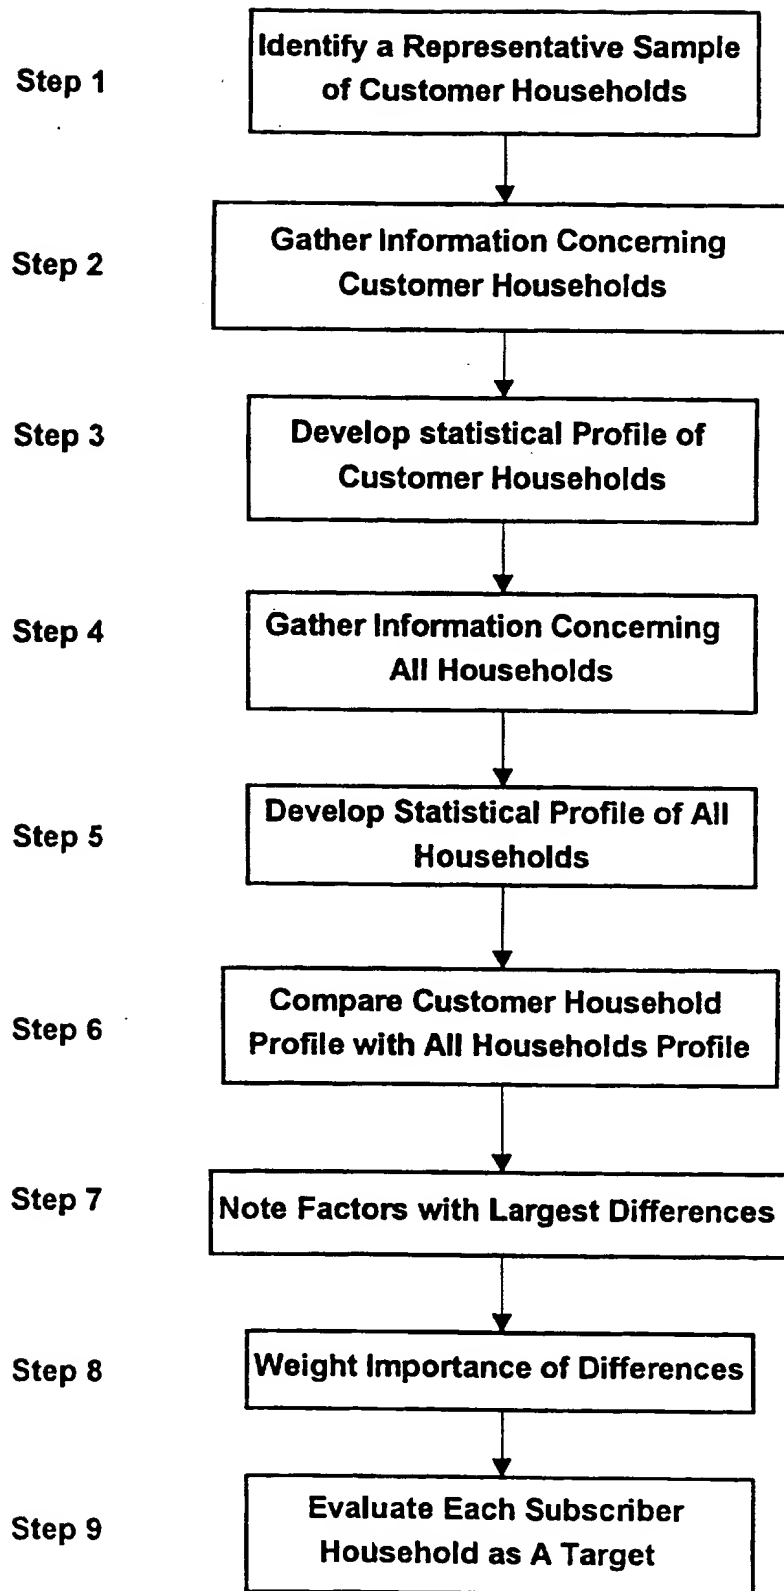 Step 1
Identify a Representative Sample
of Customer Households
Step 2
Gather Information Concerning
Customer Households
Step 3
Develop statistical Profile of
Customer Households
Step 4
Gather Information Concerning
All Households
Step 5
Develop Statistical Profile of All
Households
Step 6
Compare Customer Household
Profile with All Households Profile
Step 7
Note Factors with Largest Differences
Step 8
Weight Importance of Differences
Step 9
Evaluate Each Subscriber
Household as A Target